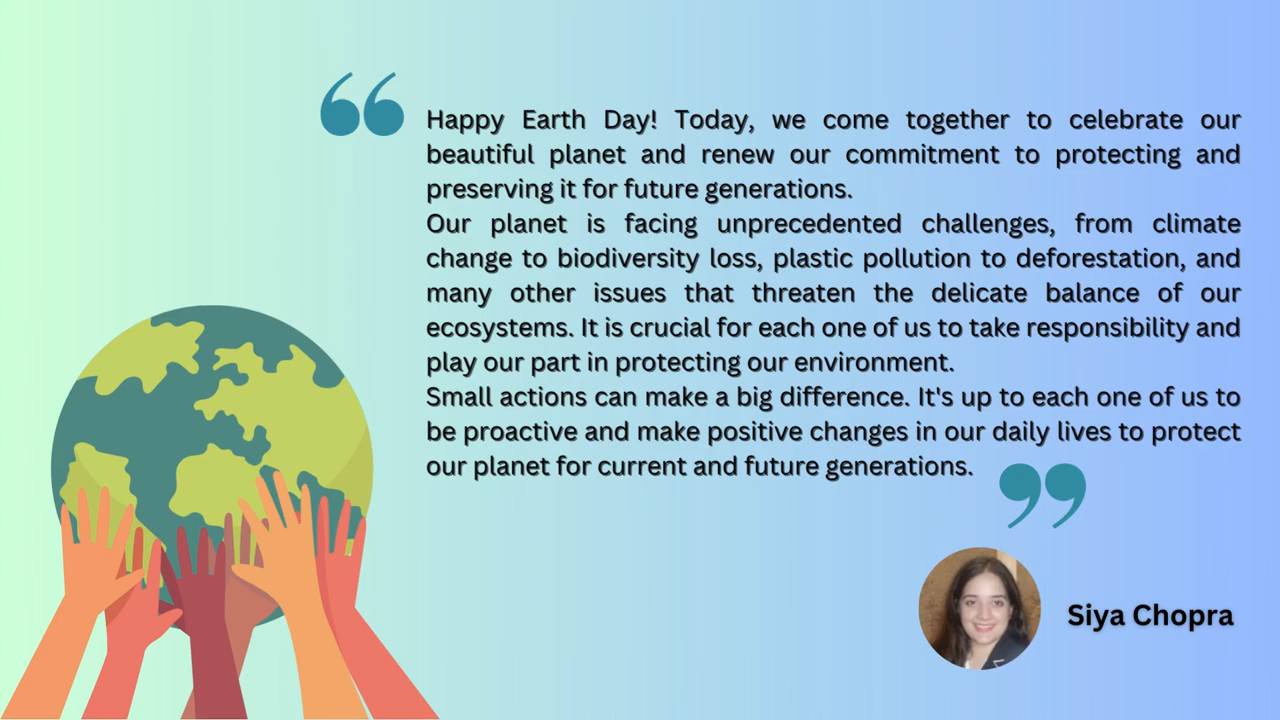 Happy Earth Day! Today, we come together to celebrate our
beautiful planet and renew our commitment to protecting and
preserving it for future generations.
Our planet is facing unprecedented challenges, from climate
change to biodiversity loss, plastic pollution to deforestation, and
many other issues that threaten the delicate balance of our
ecosystems. It is crucial for each one of us to take responsibility and
play our part in protecting our environment.
Small actions can make a big difference. It's up to each one of us to
be proactive and make positive changes in our daily lives to protect
our planet for current and future generations.
Siya Chopra